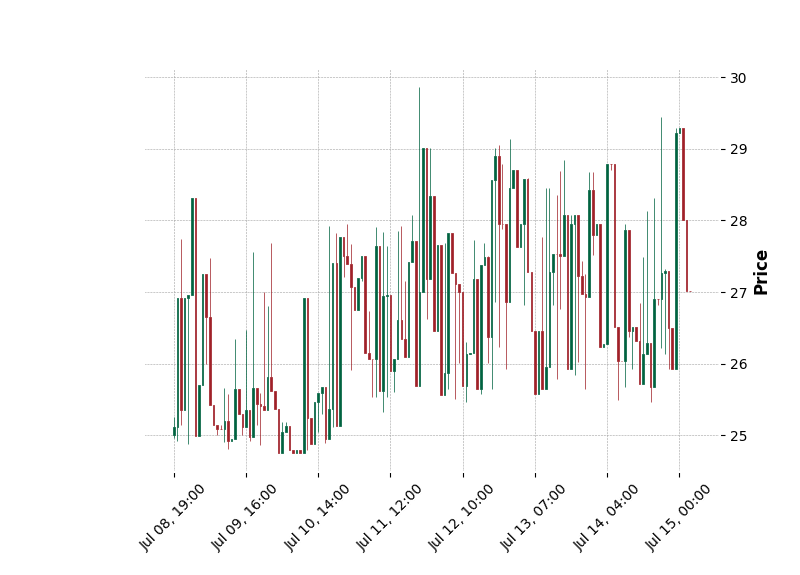 30
29
28
27
26
25
Price
Jul 08, 19:00
Jul 09, 16:00
Jul 10, 14:00
Jul 11, 12:00
Jul 12, 10:00
Jul 13, 07:00
Jul 14, 04:00
Jul 15, 00:00